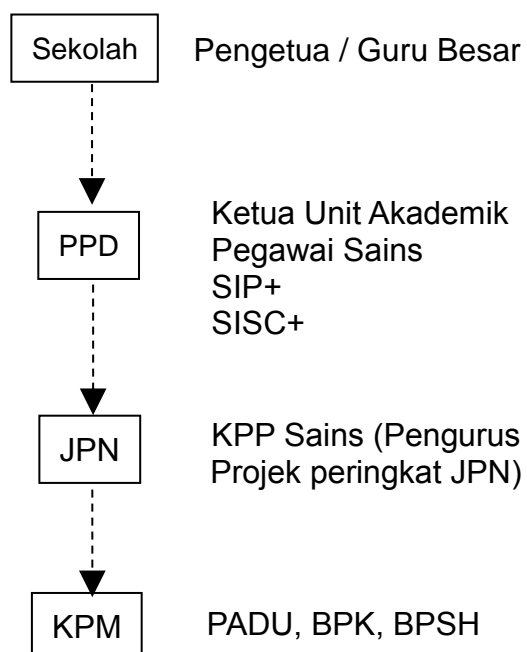 Sekolah
Pengetua / Guru Besar
PPD
Ketua Unit Akademik
Pegawai Sains
SIP+
SISC+
JPN
KPP Sains (Pengurus
Projek peringkat JPN)
KPM
PADU, BPK, BPSH